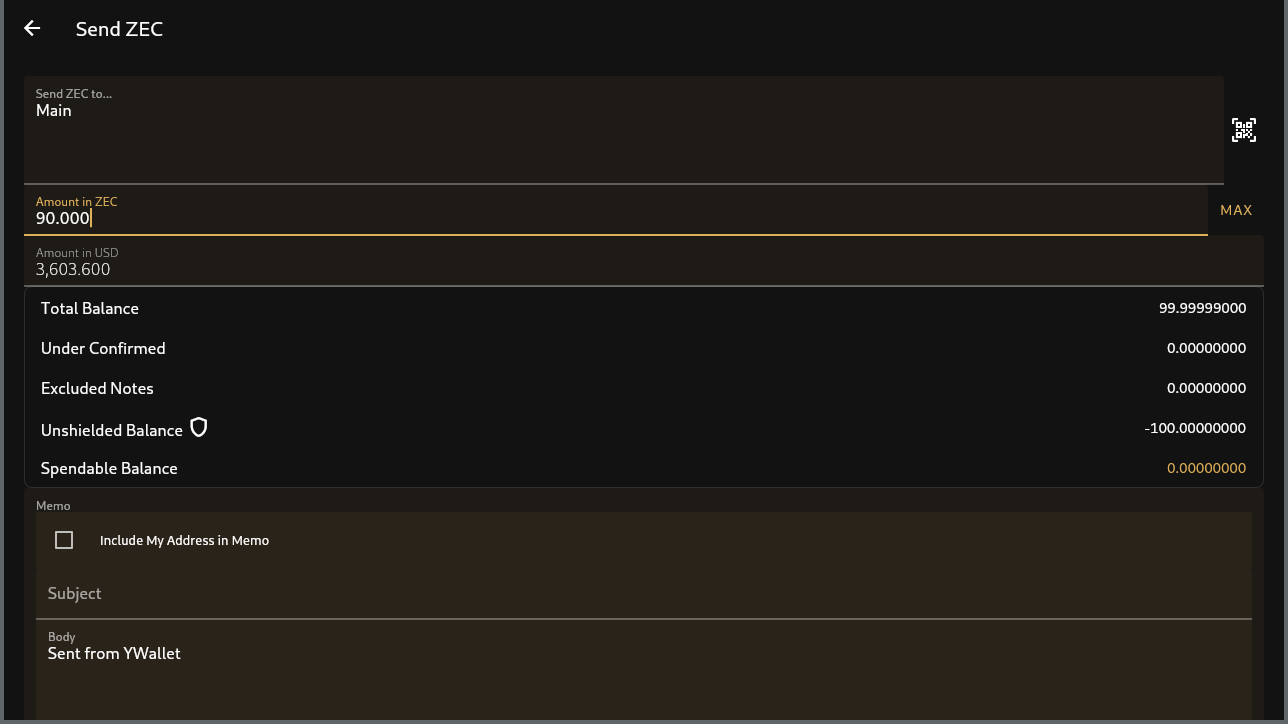 Send ZEC
Send ZEC to...
Main
Amount in ZEC
90.000
MAX
Amount in USD
3,603.600
Total Balance 99.99999000
Under Confirmed 0.00000000
Excluded Notes 0.00000000
Unshielded Balance -100.00000000
Spendable Balance 0.00000000
Memo
Include My Address in Memo
Subject
Body
Sent from YWallet